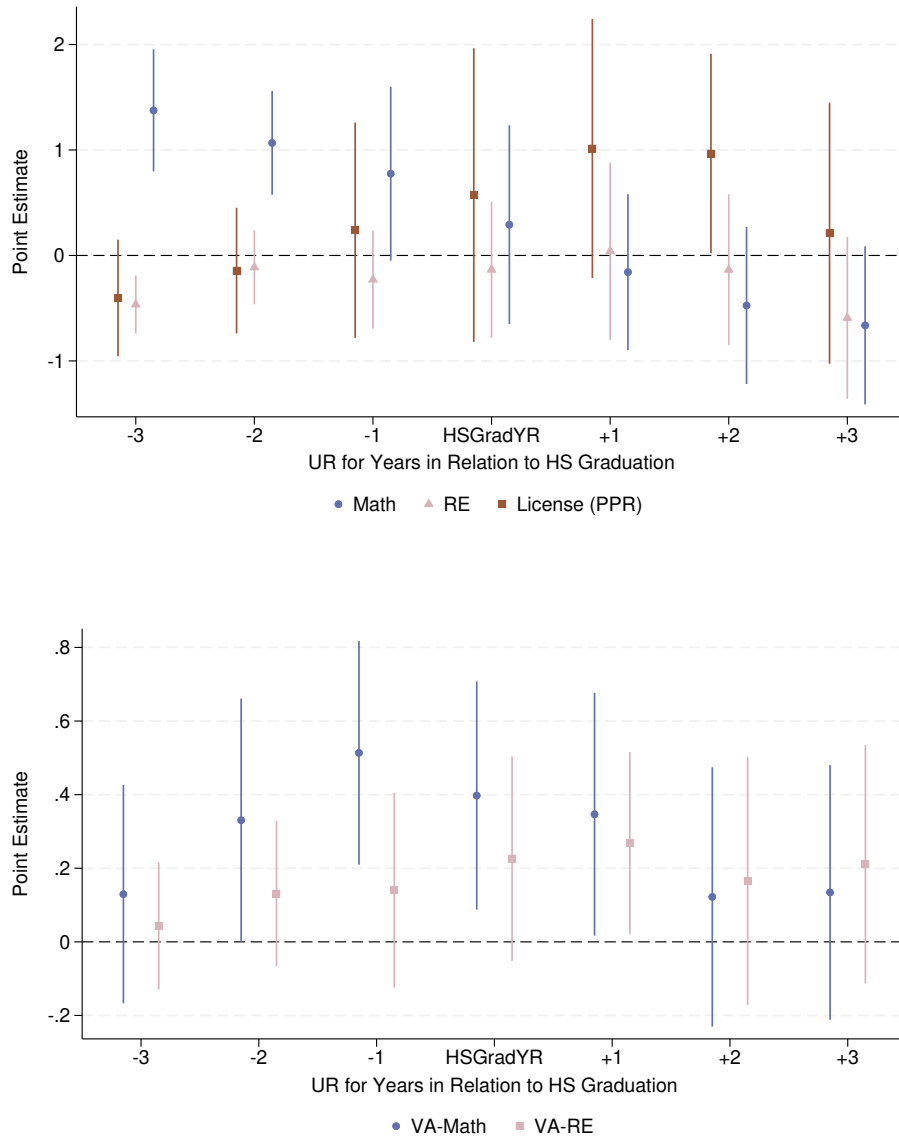 Point Estimate
2
1
0
-1
-3 -2 -1 HSGradYR +1 +2 +3
UR for Years in Relation to HS Graduation
Math RE License (PPR)
Point Estimate
.8
.6
.4
.2
0
-.2
-3 -2 -1 HSGradYR +1 +2 +3
UR for Years in Relation to HS Graduation
VA-Math VA-RE